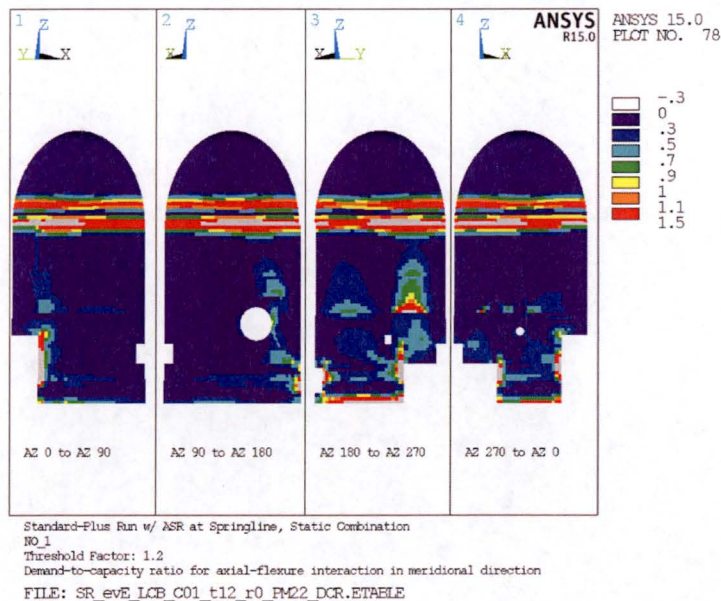 1 Z Y X
2 Z X
3 Z X Y
4 Z X
ANSYS
R15.0
ANSYS 15.0
PLOT NO. 78
-.3
0
.3
.5
.7
.9
1
1.1
1.5
AZ 0 to AZ 90
AZ 90 to AZ 180
AZ 180 to AZ 270
AZ 270 to AZ 0
Standard-Plus Run w/ ASR at Springline, Static Combination
NO_1
Threshold Factor: 1.2
Demand-to-capacity ratio for axial-flexure interaction in meridional direction
FILE: SR_evE_LCB_C01_t12_r0_PM22_DCR.ETABLE